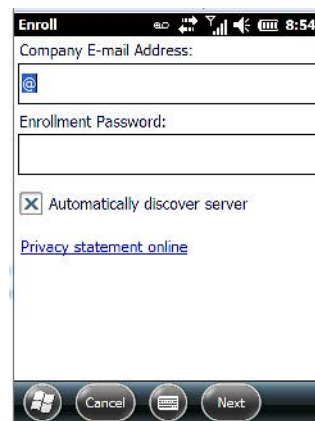 Enroll 8:54
Company E-mail Address:
@
Enrollment Password:
Automatically discover server
Privacy statement online
Cancel Next